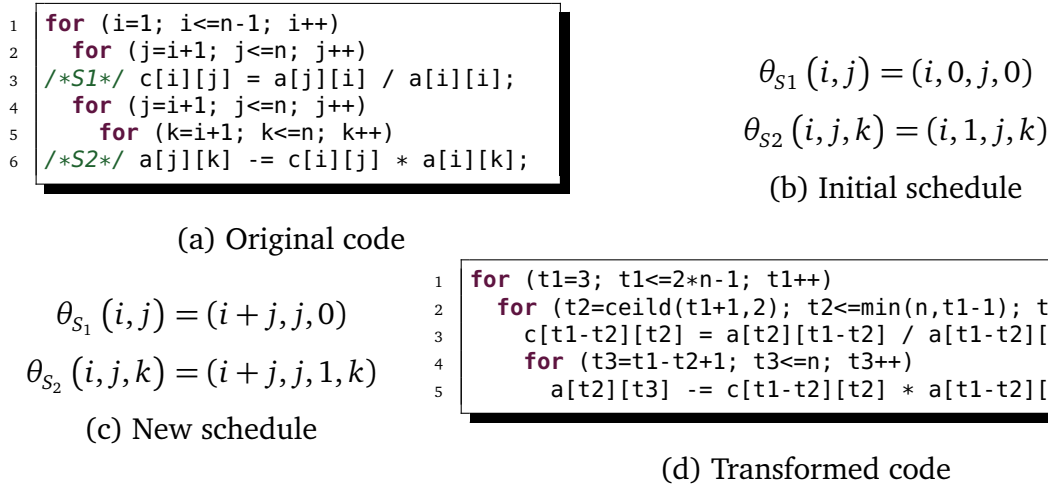 1 for (i=1; i<=n-1; i++)
2 for (j=i+1; j<=n; j++)
3 /*S1*/ c[i][j] = a[j][i] / a[i][i];
4 for (j=i+1; j<=n; j++)
5 for (k=i+1; k<=n; k++)
6 /*S2*/ a[j][k] -= c[i][j] * a[i][k];
(a) Original code
θS1 (i, j) = (i, 0, j, 0)
θS2 (i, j, k) = (i, 1, j, k)
(b) Initial schedule
θS1 (i, j) = (i + j, j, 0)
θS2 (i, j, k) = (i + j, j, 1, k)
(c) New schedule
1 for (t1=3; t1<=2*n-1; t1++)
2 for (t2=ceild(t1+1,2); t2<=min(n,t1-1); t
3 c[t1-t2][t2] = a[t2][t1-t2] / a[t1-t2][
4 for (t3=t1-t2+1; t3<=n; t3++)
5 a[t2][t3] -= c[t1-t2][t2] * a[t1-t2][
(d) Transformed code